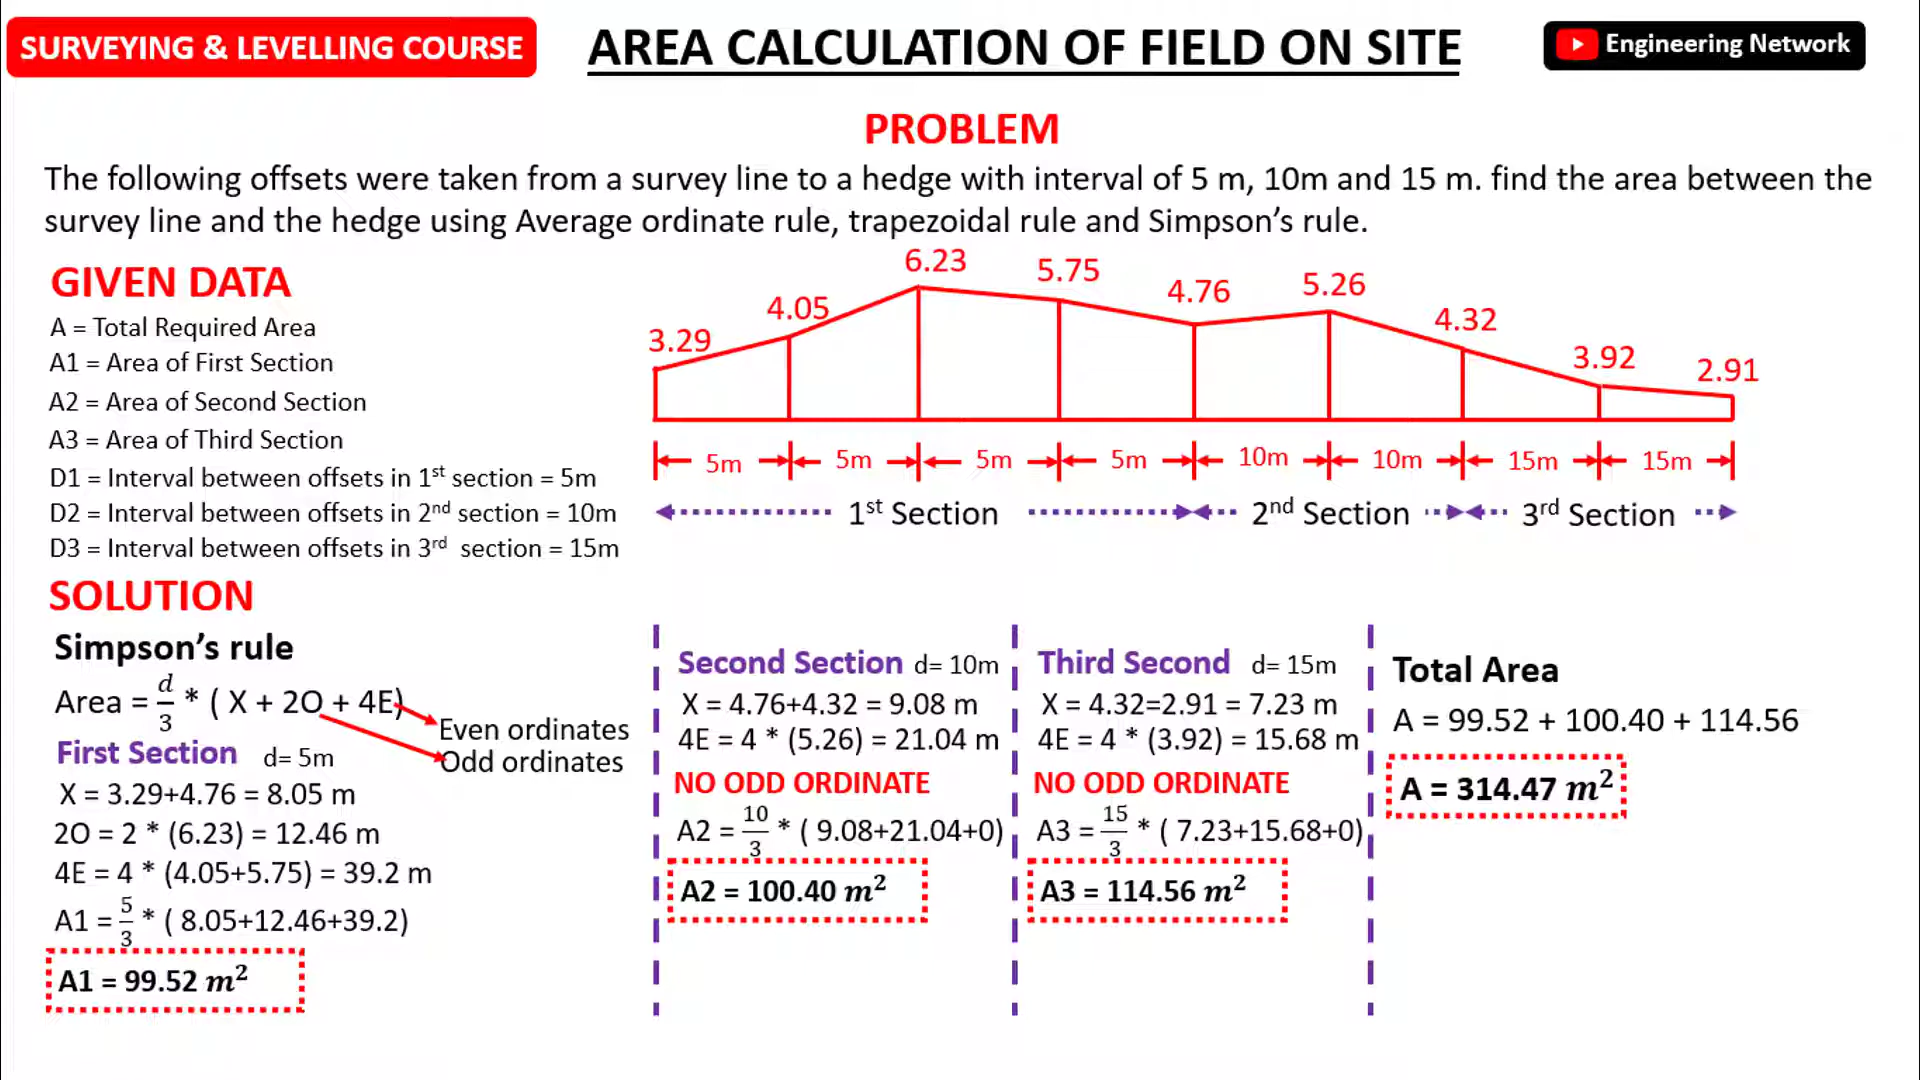 SURVEYING & LEVELLING COURSE
AREA CALCULATION OF FIELD ON SITE
Engineering Network
PROBLEM
The following offsets were taken from a survey line to a hedge with interval of 5 m, 10m and 15 m. find the area between the
survey line and the hedge using Average ordinate rule, trapezoidal rule and Simpson’s rule.
GIVEN DATA
A = Total Required Area
A1 = Area of First Section
A2 = Area of Second Section
A3 = Area of Third Section
D1 = Interval between offsets in 1st section = 5m
D2 = Interval between offsets in 2nd section = 10m
D3 = Interval between offsets in 3rd section = 15m
3.29 4.05 6.23 5.75 4.76 5.26 4.32 3.92 2.91
5m 5m 5m 5m 10m 10m 15m 15m
1st Section 2nd Section 3rd Section
SOLUTION
Simpson’s rule
Area = d/3 * ( X + 2O + 4E)
Even ordinates
Odd ordinates
First Section d= 5m
X = 3.29+4.76 = 8.05 m
2O = 2 * (6.23) = 12.46 m
4E = 4 * (4.05+5.75) = 39.2 m
A1 = 5/3 * ( 8.05+12.46+39.2)
A1 = 99.52 m²
Second Section d= 10m
X = 4.76+4.32 = 9.08 m
4E = 4 * (5.26) = 21.04 m
NO ODD ORDINATE
A2 = 10/3 * ( 9.08+21.04+0)
A2 = 100.40 m²
Third Second d= 15m
X = 4.32=2.91 = 7.23 m
4E = 4 * (3.92) = 15.68 m
NO ODD ORDINATE
A3 = 15/3 * ( 7.23+15.68+0)
A3 = 114.56 m²
Total Area
A = 99.52 + 100.40 + 114.56
A = 314.47 m²